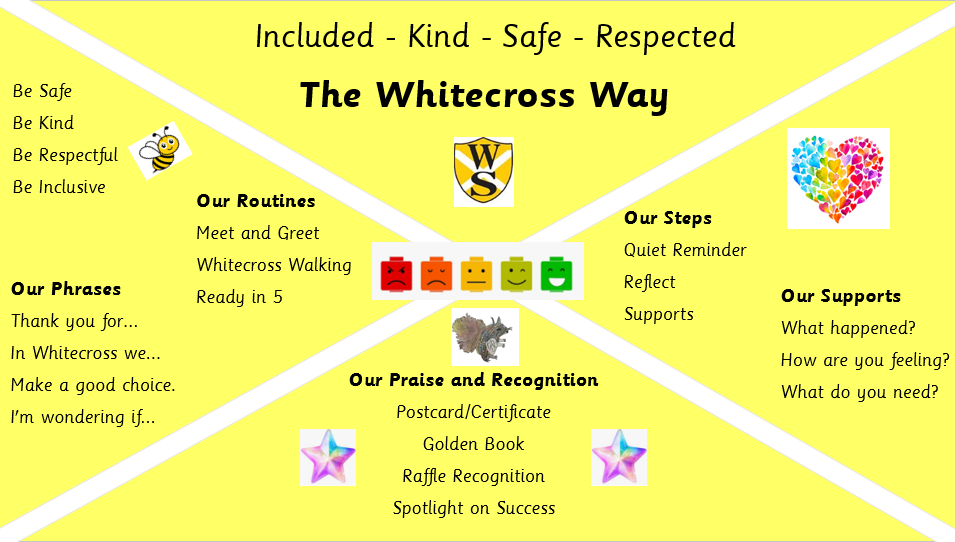 Included - Kind - Safe - Respected
The Whitecross Way
Be Safe
Be Kind
Be Respectful
Be Inclusive
W
S
Our Routines
Meet and Greet
Whitecross Walking
Ready in 5
Our Phrases
Thank you for...
In Whitecross we...
Make a good choice.
I'm wondering if...
Our Steps
Quiet Reminder
Reflect
Supports
Our Supports
What happened?
How are you feeling?
What do you need?
Our Praise and Recognition
Postcard/Certificate
Golden Book
Raffle Recognition
Spotlight on Success